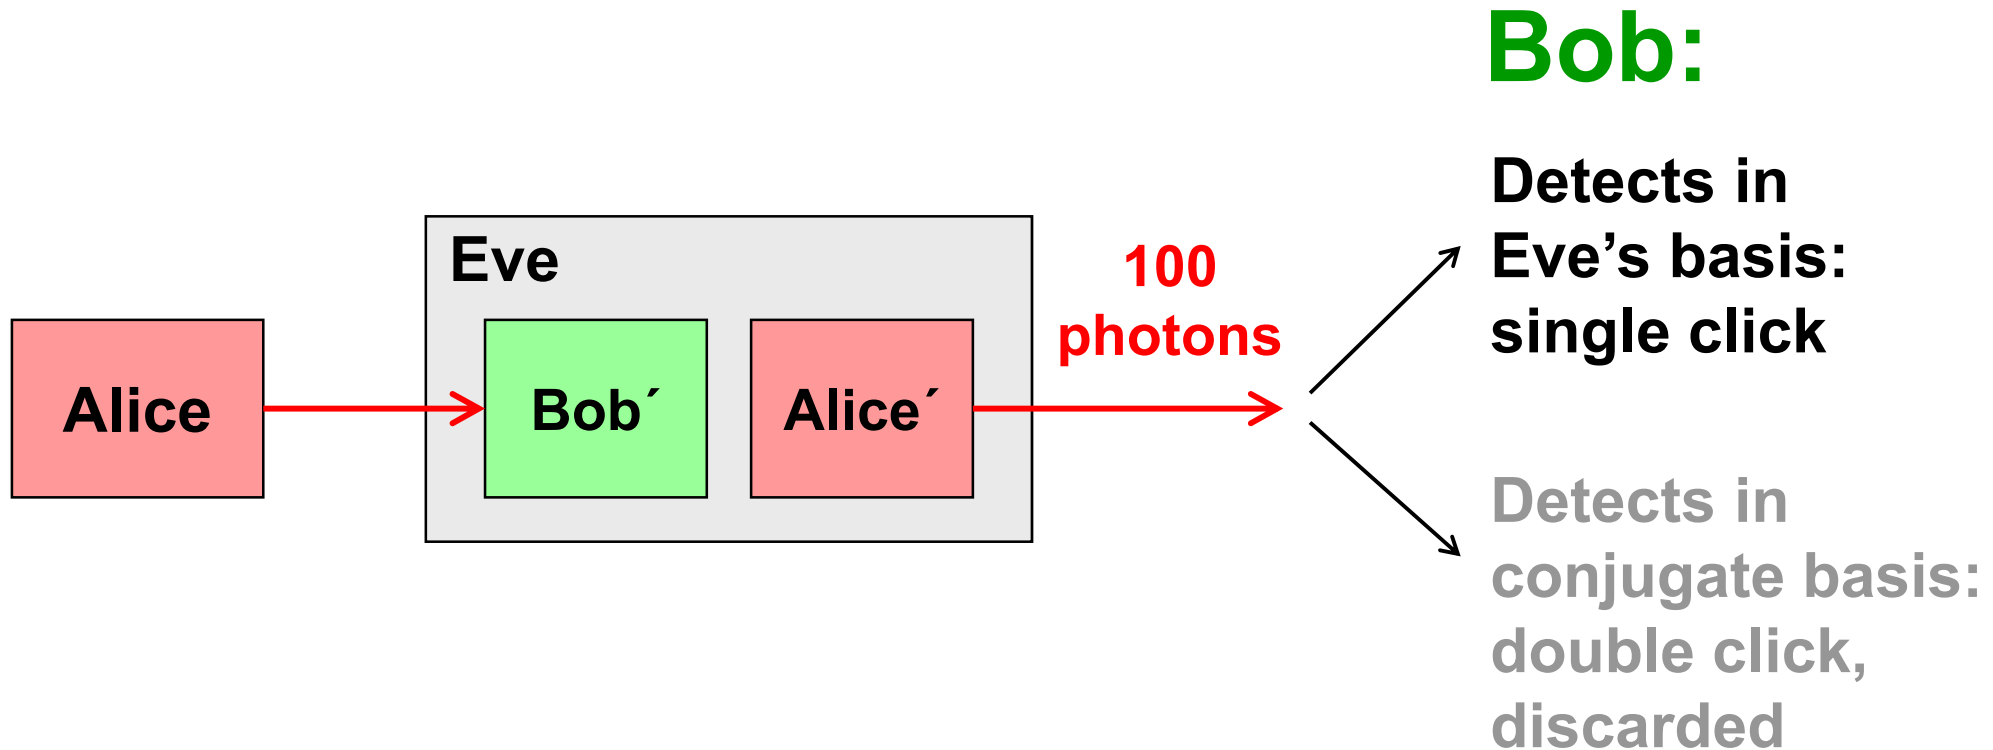 Bob:
Eve
Alice
Bob´
Alice´
100
photons
Detects in
Eve’s basis:
single click
Detects in
conjugate basis:
double click,
discarded